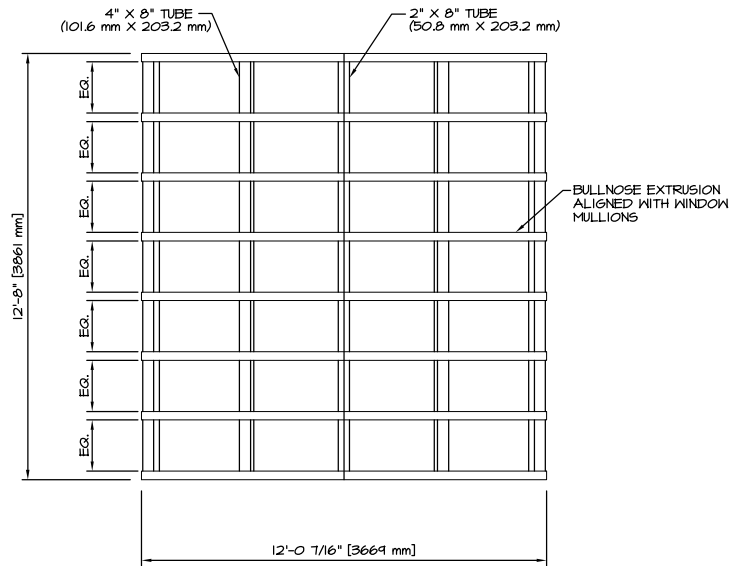 4" X 8" TUBE
(101.6 mm X 203.2 mm)
2" X 8" TUBE
(50.8 mm X 203.2 mm)
EQ.
EQ.
EQ.
EQ.
EQ.
EQ.
EQ.
BULLNOSE EXTRUSION
ALIGNED WITH WINDOW
MULLIONS
12'-8" [3861 mm]
12'-0 7/16" [3669 mm]